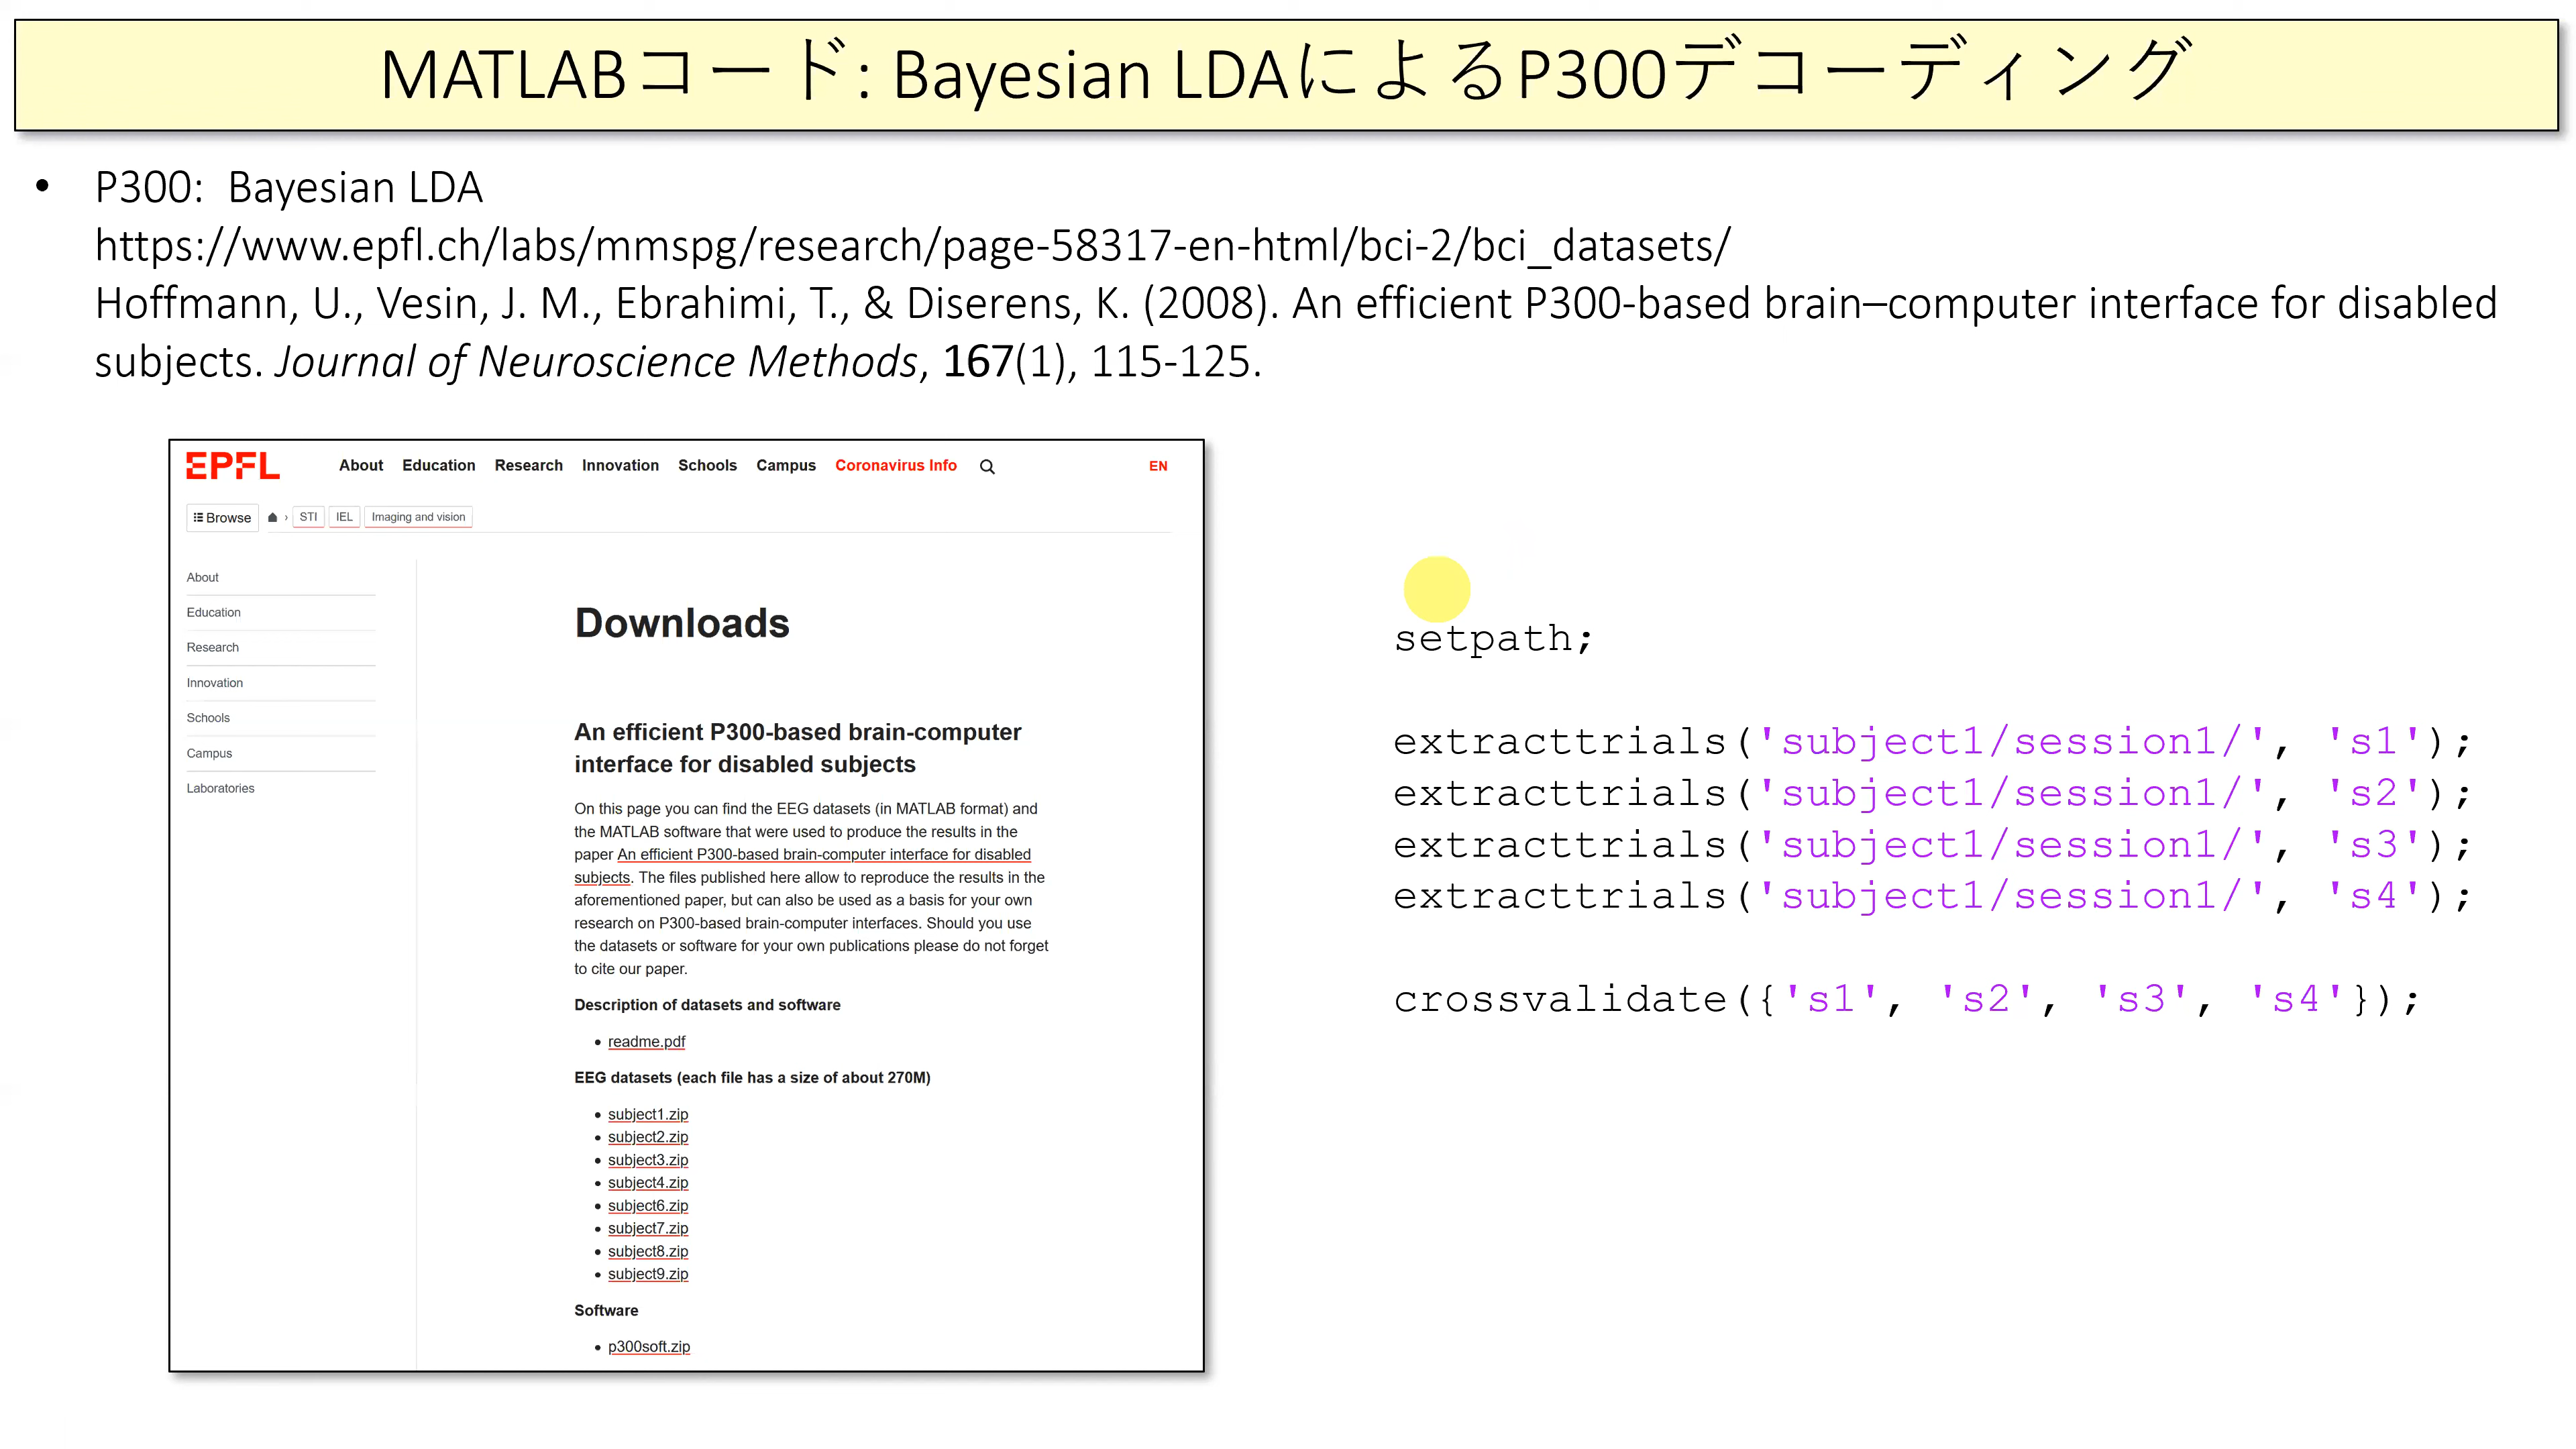 MATLABコード: Bayesian LDAによるP300デコーディング
• P300: Bayesian LDA
https://www.epfl.ch/labs/mmspg/research/page-58317-en-html/bci-2/bci_datasets/
Hoffmann, U., Vesin, J. M., Ebrahimi, T., & Diserens, K. (2008). An efficient P300-based brain–computer interface for disabled
subjects. Journal of Neuroscience Methods, 167(1), 115-125.
EPFL About Education Research Innovation Schools Campus Coronavirus Info EN
Browse › STI IEL Imaging and vision
About
Education
Research
Innovation
Schools
Campus
Laboratories
Downloads
An efficient P300-based brain-computer
interface for disabled subjects
On this page you can find the EEG datasets (in MATLAB format) and
the MATLAB software that were used to produce the results in the
paper An efficient P300-based brain-computer interface for disabled
subjects. The files published here allow to reproduce the results in the
aforementioned paper, but can also be used as a basis for your own
research on P300-based brain-computer interfaces. Should you use
the datasets or software for your own publications please do not forget
to cite our paper.
Description of datasets and software
• readme.pdf
EEG datasets (each file has a size of about 270M)
• subject1.zip
• subject2.zip
• subject3.zip
• subject4.zip
• subject6.zip
• subject7.zip
• subject8.zip
• subject9.zip
Software
• p300soft.zip
setpath;
extracttrials('subject1/session1/', 's1');
extracttrials('subject1/session1/', 's2');
extracttrials('subject1/session1/', 's3');
extracttrials('subject1/session1/', 's4');
crossvalidate({'s1', 's2', 's3', 's4'});